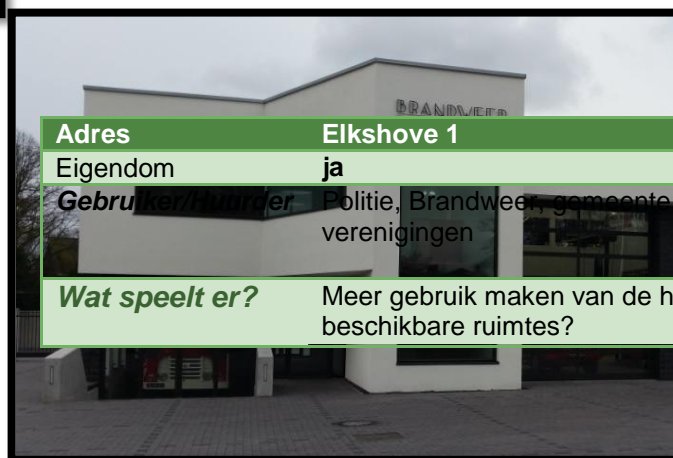 BRANDWEER
Adres Elkshove 1
Eigendom ja
Gebruiker/Huurder Politie, Brandweer, gemeente
verenigingen
Wat speelt er? Meer gebruik maken van de h
beschikbare ruimtes?